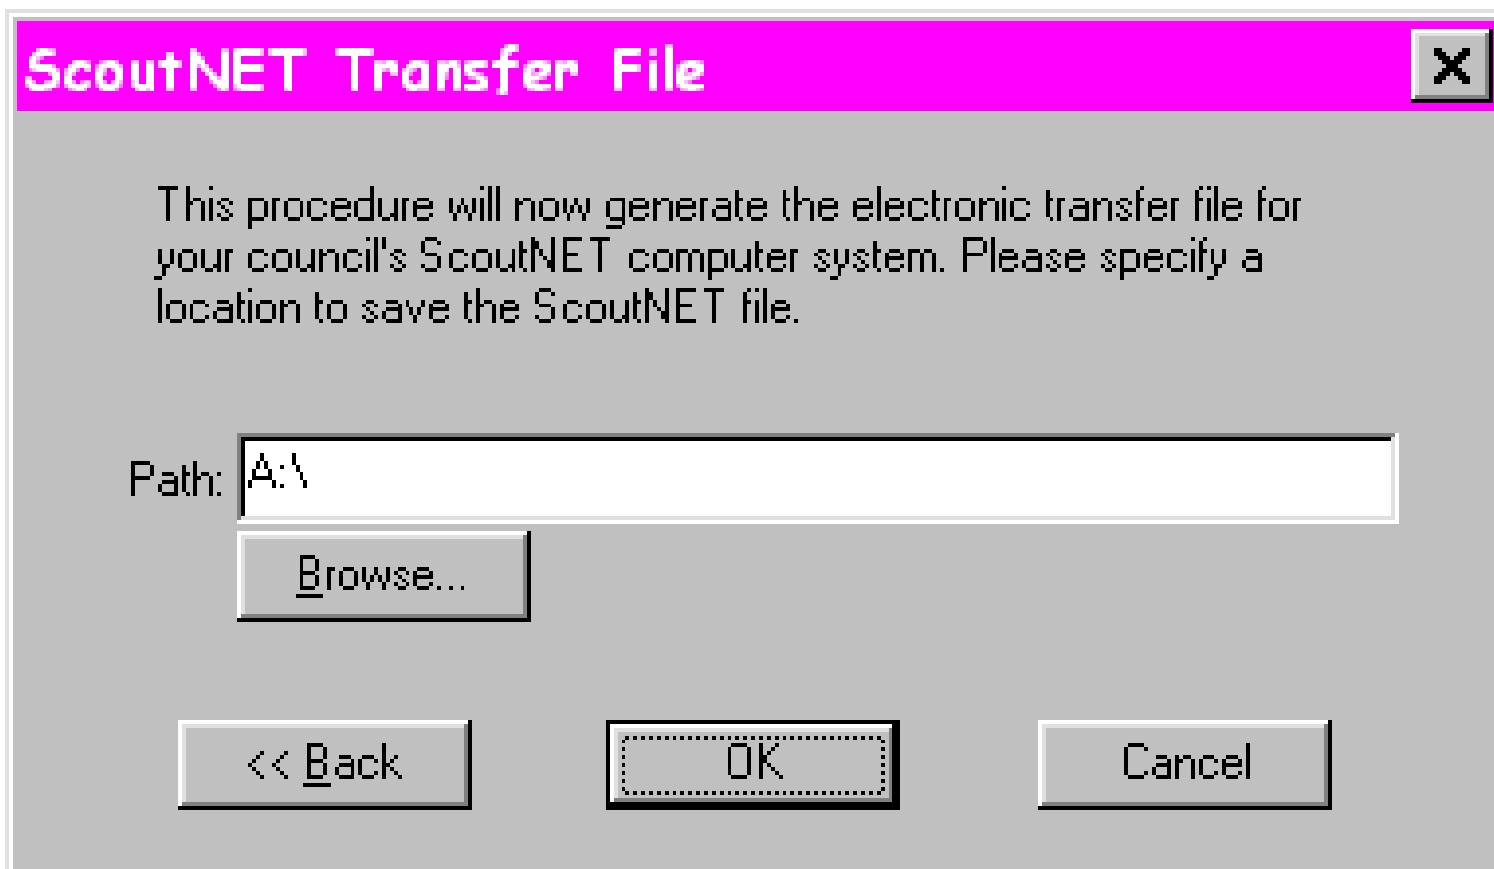 ScoutNET Transfer File
This procedure will now generate the electronic transfer file for
your council's ScoutNET computer system. Please specify a
location to save the ScoutNET file.
Path: A:\
Browse...
<< Back OK Cancel